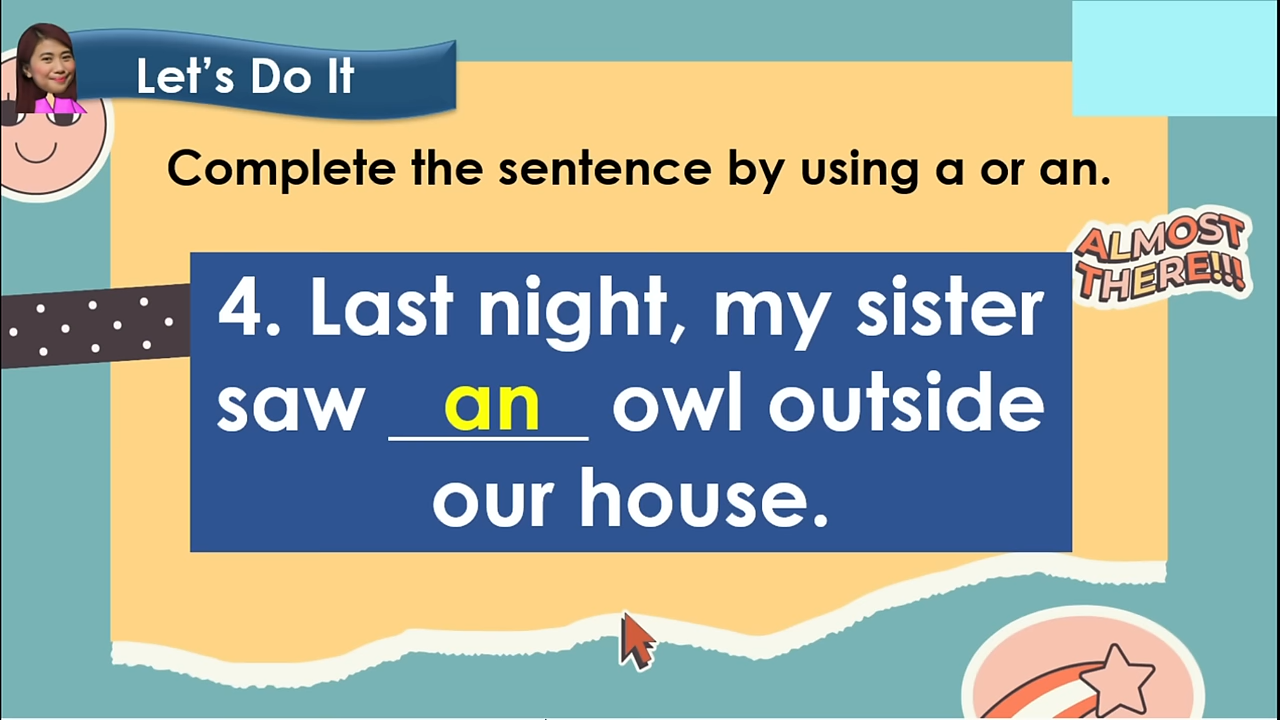 Let's Do It
Complete the sentence by using a or an.
ALMOST
THERE!!!
4. Last night, my sister
saw an owl outside
our house.